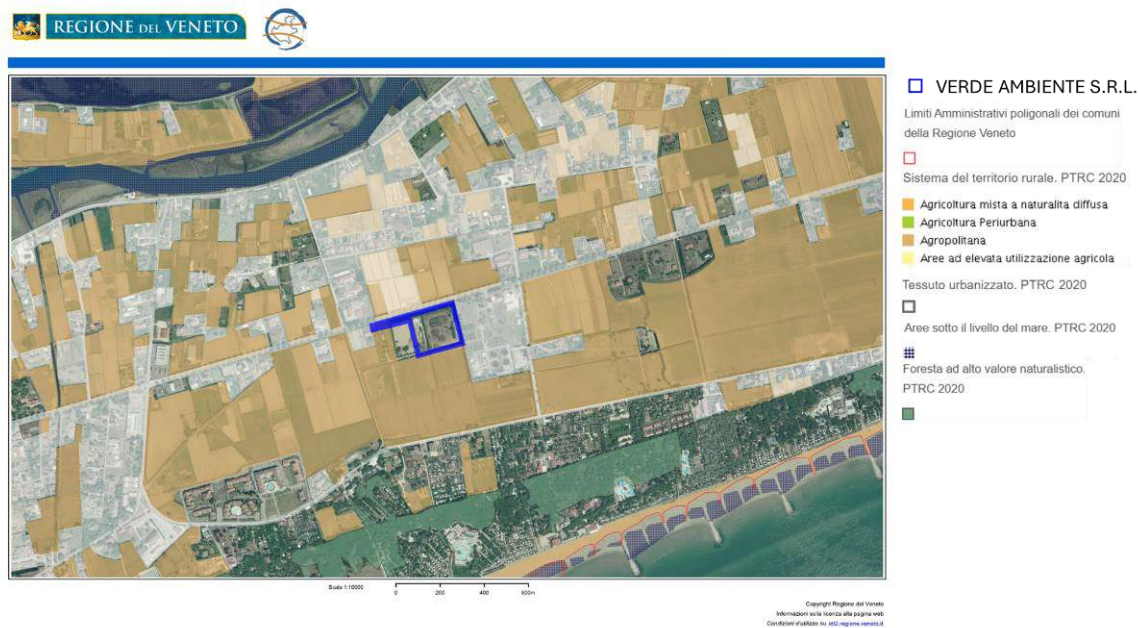 REGIONE DEL VENETO
VERDE AMBIENTE S.R.L.
Limiti Amministrativi poligonali dei comuni
della Regione Veneto
Sistema del territorio rurale. PTRC 2020
Agricoltura mista a naturalita diffusa
Agricoltura Periurbana
Agropolitana
Aree ad elevata utilizzazione agricola
Tessuto urbanizzato. PTRC 2020
Aree sotto il livello del mare. PTRC 2020
Foresta ad alto valore naturalistico.
PTRC 2020
Scala 1:10000
0 200 400 600m
Copyright Regione del Veneto
Informazioni sulla licenza alla pagina web
Condizioni d'utilizzo su idt2.regione.veneto.it